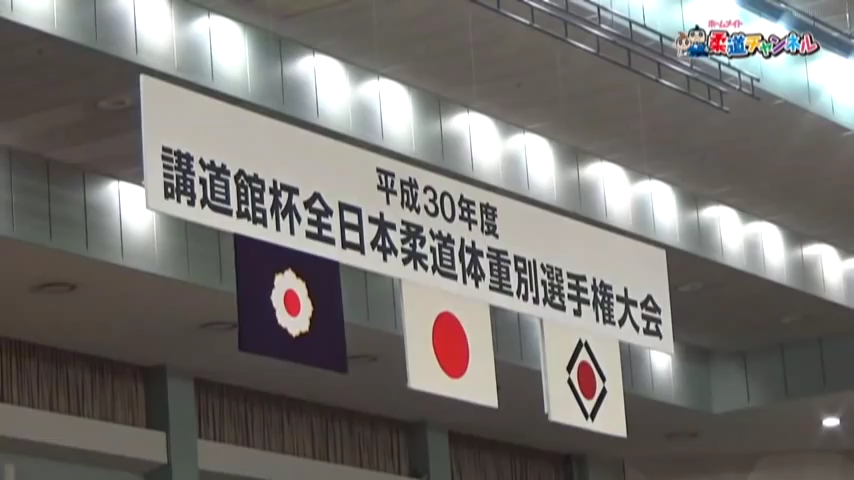 ホームメイト
柔道チャンネル
平成30年度
講道館杯全日本柔道体重別選手権大会